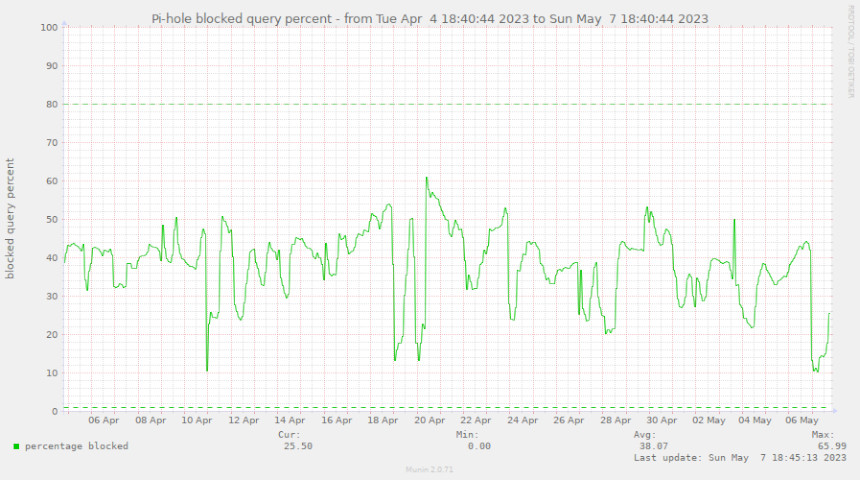 Pi-hole blocked query percent - from Tue Apr  4 18:40:44 2023 to Sun May  7 18:40:44 2023
RRDTOOL / TOBI OETIKER
blocked query percent
100
90
80
70
60
50
40
30
20
10
0
06 Apr 08 Apr 10 Apr 12 Apr 14 Apr 16 Apr 18 Apr 20 Apr 22 Apr 24 Apr 26 Apr 28 Apr 30 Apr 02 May 04 May 06 May
Cur: Min: Avg: Max:
percentage blocked 25.50 0.00 38.07 65.99
Last update: Sun May  7 18:45:13 2023
Munin 2.0.71